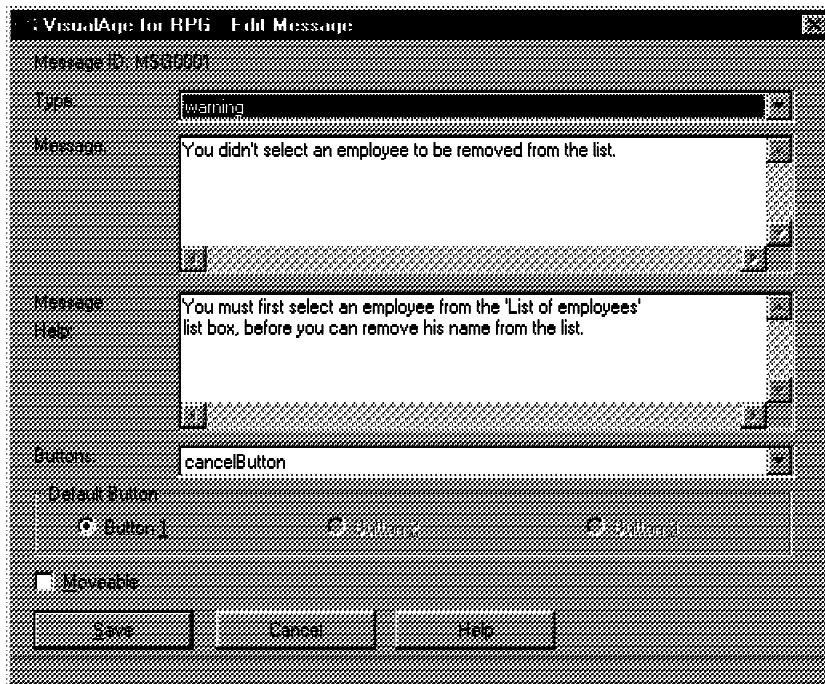 VisualAge for RPG - Edit Message
Message ID: MSG0001
Type:
warning
Message:
You didn't select an employee to be removed from the list.
Message
Help:
You must first select an employee from the 'List of employees'
list box, before you can remove his name from the list.
Buttons:
cancelButton
Default Button
Button 1
Moveable
Save
Cancel
Help